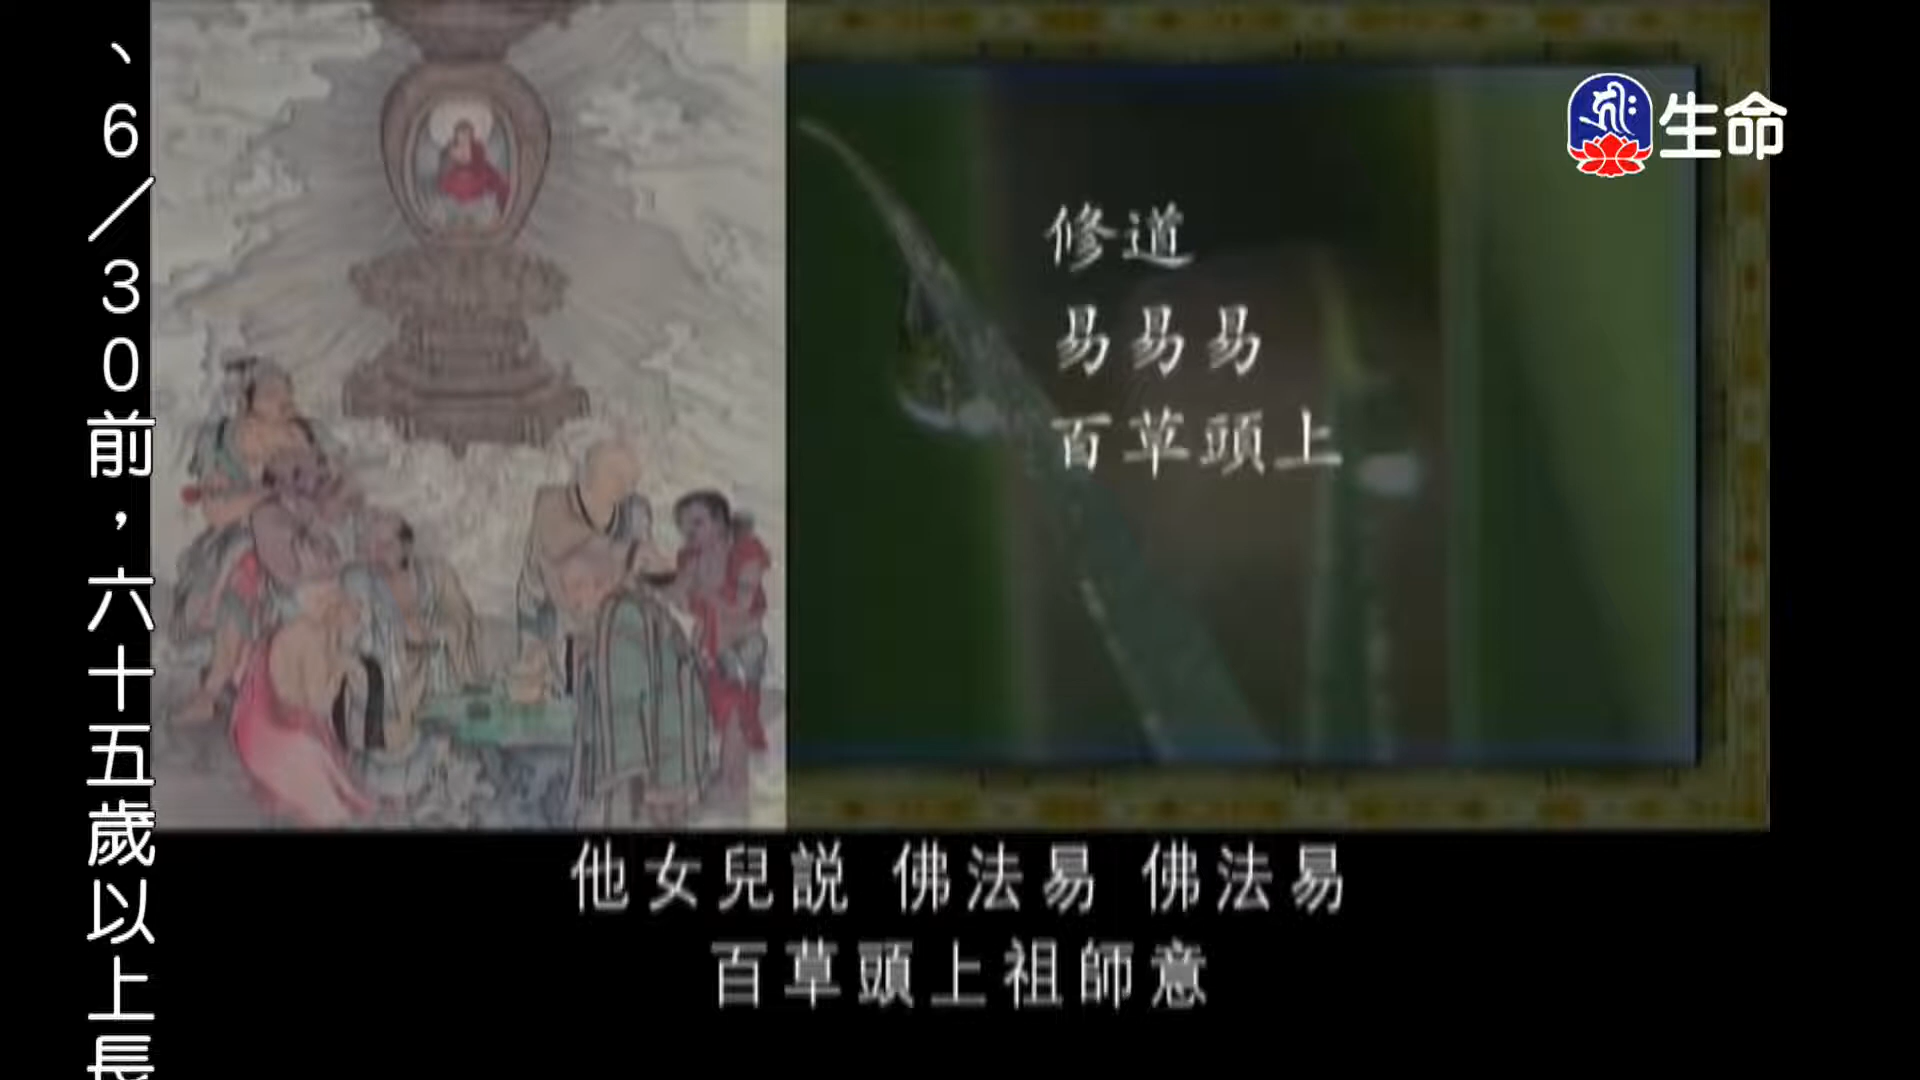 、6/30前，六十五歲以上長
生命
修道
易易易
百草頭上
他女兒説 佛法易 佛法易
百草頭上祖師意